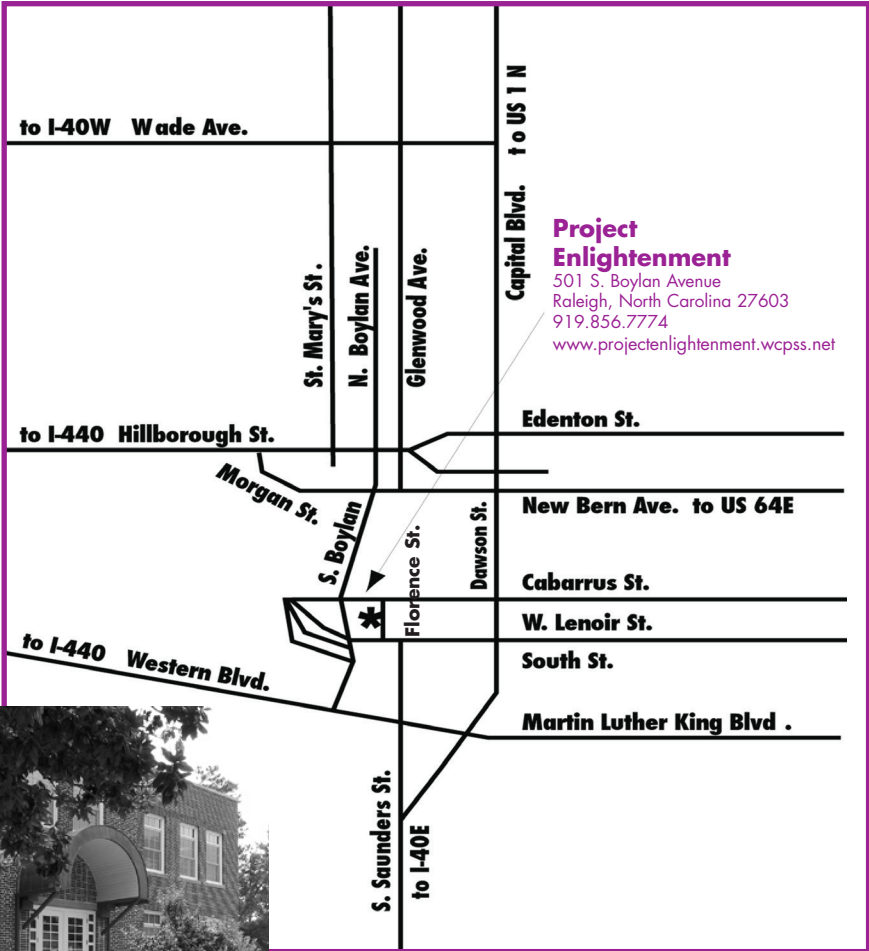 to I-40W Wade Ave.
St. Mary's St .
N. Boylan Ave.
Glenwood Ave.
Capital Blvd. t o US 1 N
Project
Enlightenment
501 S. Boylan Avenue
Raleigh, North Carolina 27603
919.856.7774
www.projectenlightenment.wcpss.net
Edenton St.
to I-440 Hillborough St.
Morgan St.
New Bern Ave. to US 64E
S. Boylan
Florence St.
Dawson St.
Cabarrus St.
*
W. Lenoir St.
South St.
to I-440 Western Blvd.
Martin Luther King Blvd .
S. Saunders St.
to I-40E